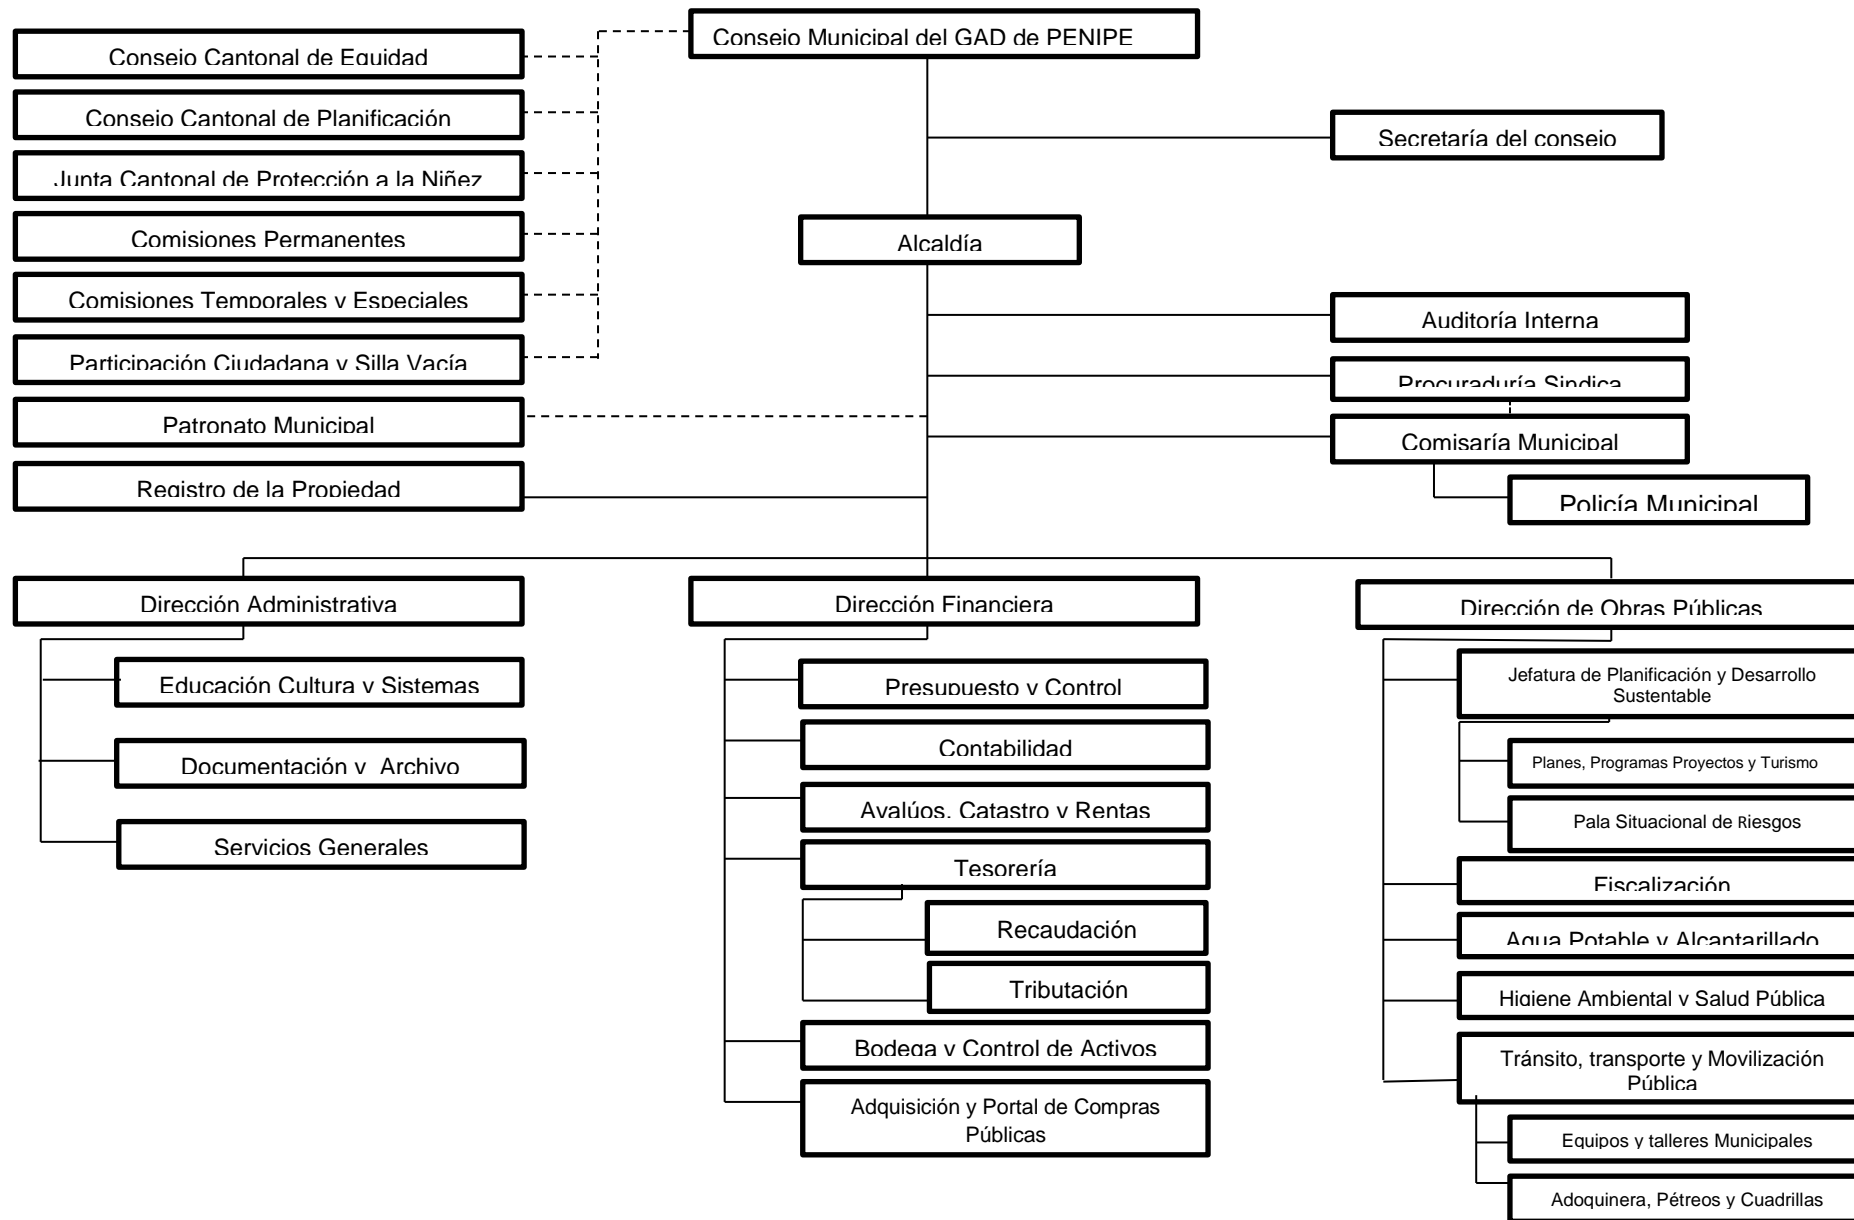 Consejo Municipal del GAD de PENIPE
Consejo Cantonal de Equidad
Consejo Cantonal de Planificación
Junta Cantonal de Protección a la Niñez
Comisiones Permanentes
Comisiones Temporales y Especiales
Participación Ciudadana y Silla Vacía
Patronato Municipal
Registro de la Propiedad
Secretaría del consejo
Alcaldía
Auditoría Interna
Procuraduría Sindica
Comisaría Municipal
Policía Municipal
Dirección Administrativa
Educación Cultura y Sistemas
Documentación y Archivo
Servicios Generales
Dirección Financiera
Presupuesto y Control
Contabilidad
Avalúos, Catastro y Rentas
Tesorería
Recaudación
Tributación
Bodega y Control de Activos
Adquisición y Portal de Compras
Públicas
Dirección de Obras Públicas
Jefatura de Planificación y Desarrollo
Sustentable
Planes, Programas Proyectos y Turismo
Pala Situacional de Riesgos
Fiscalización
Agua Potable y Alcantarillado
Higiene Ambiental y Salud Pública
Tránsito, transporte y Movilización
Pública
Equipos y talleres Municipales
Adoquinera, Pétreos y Cuadrillas